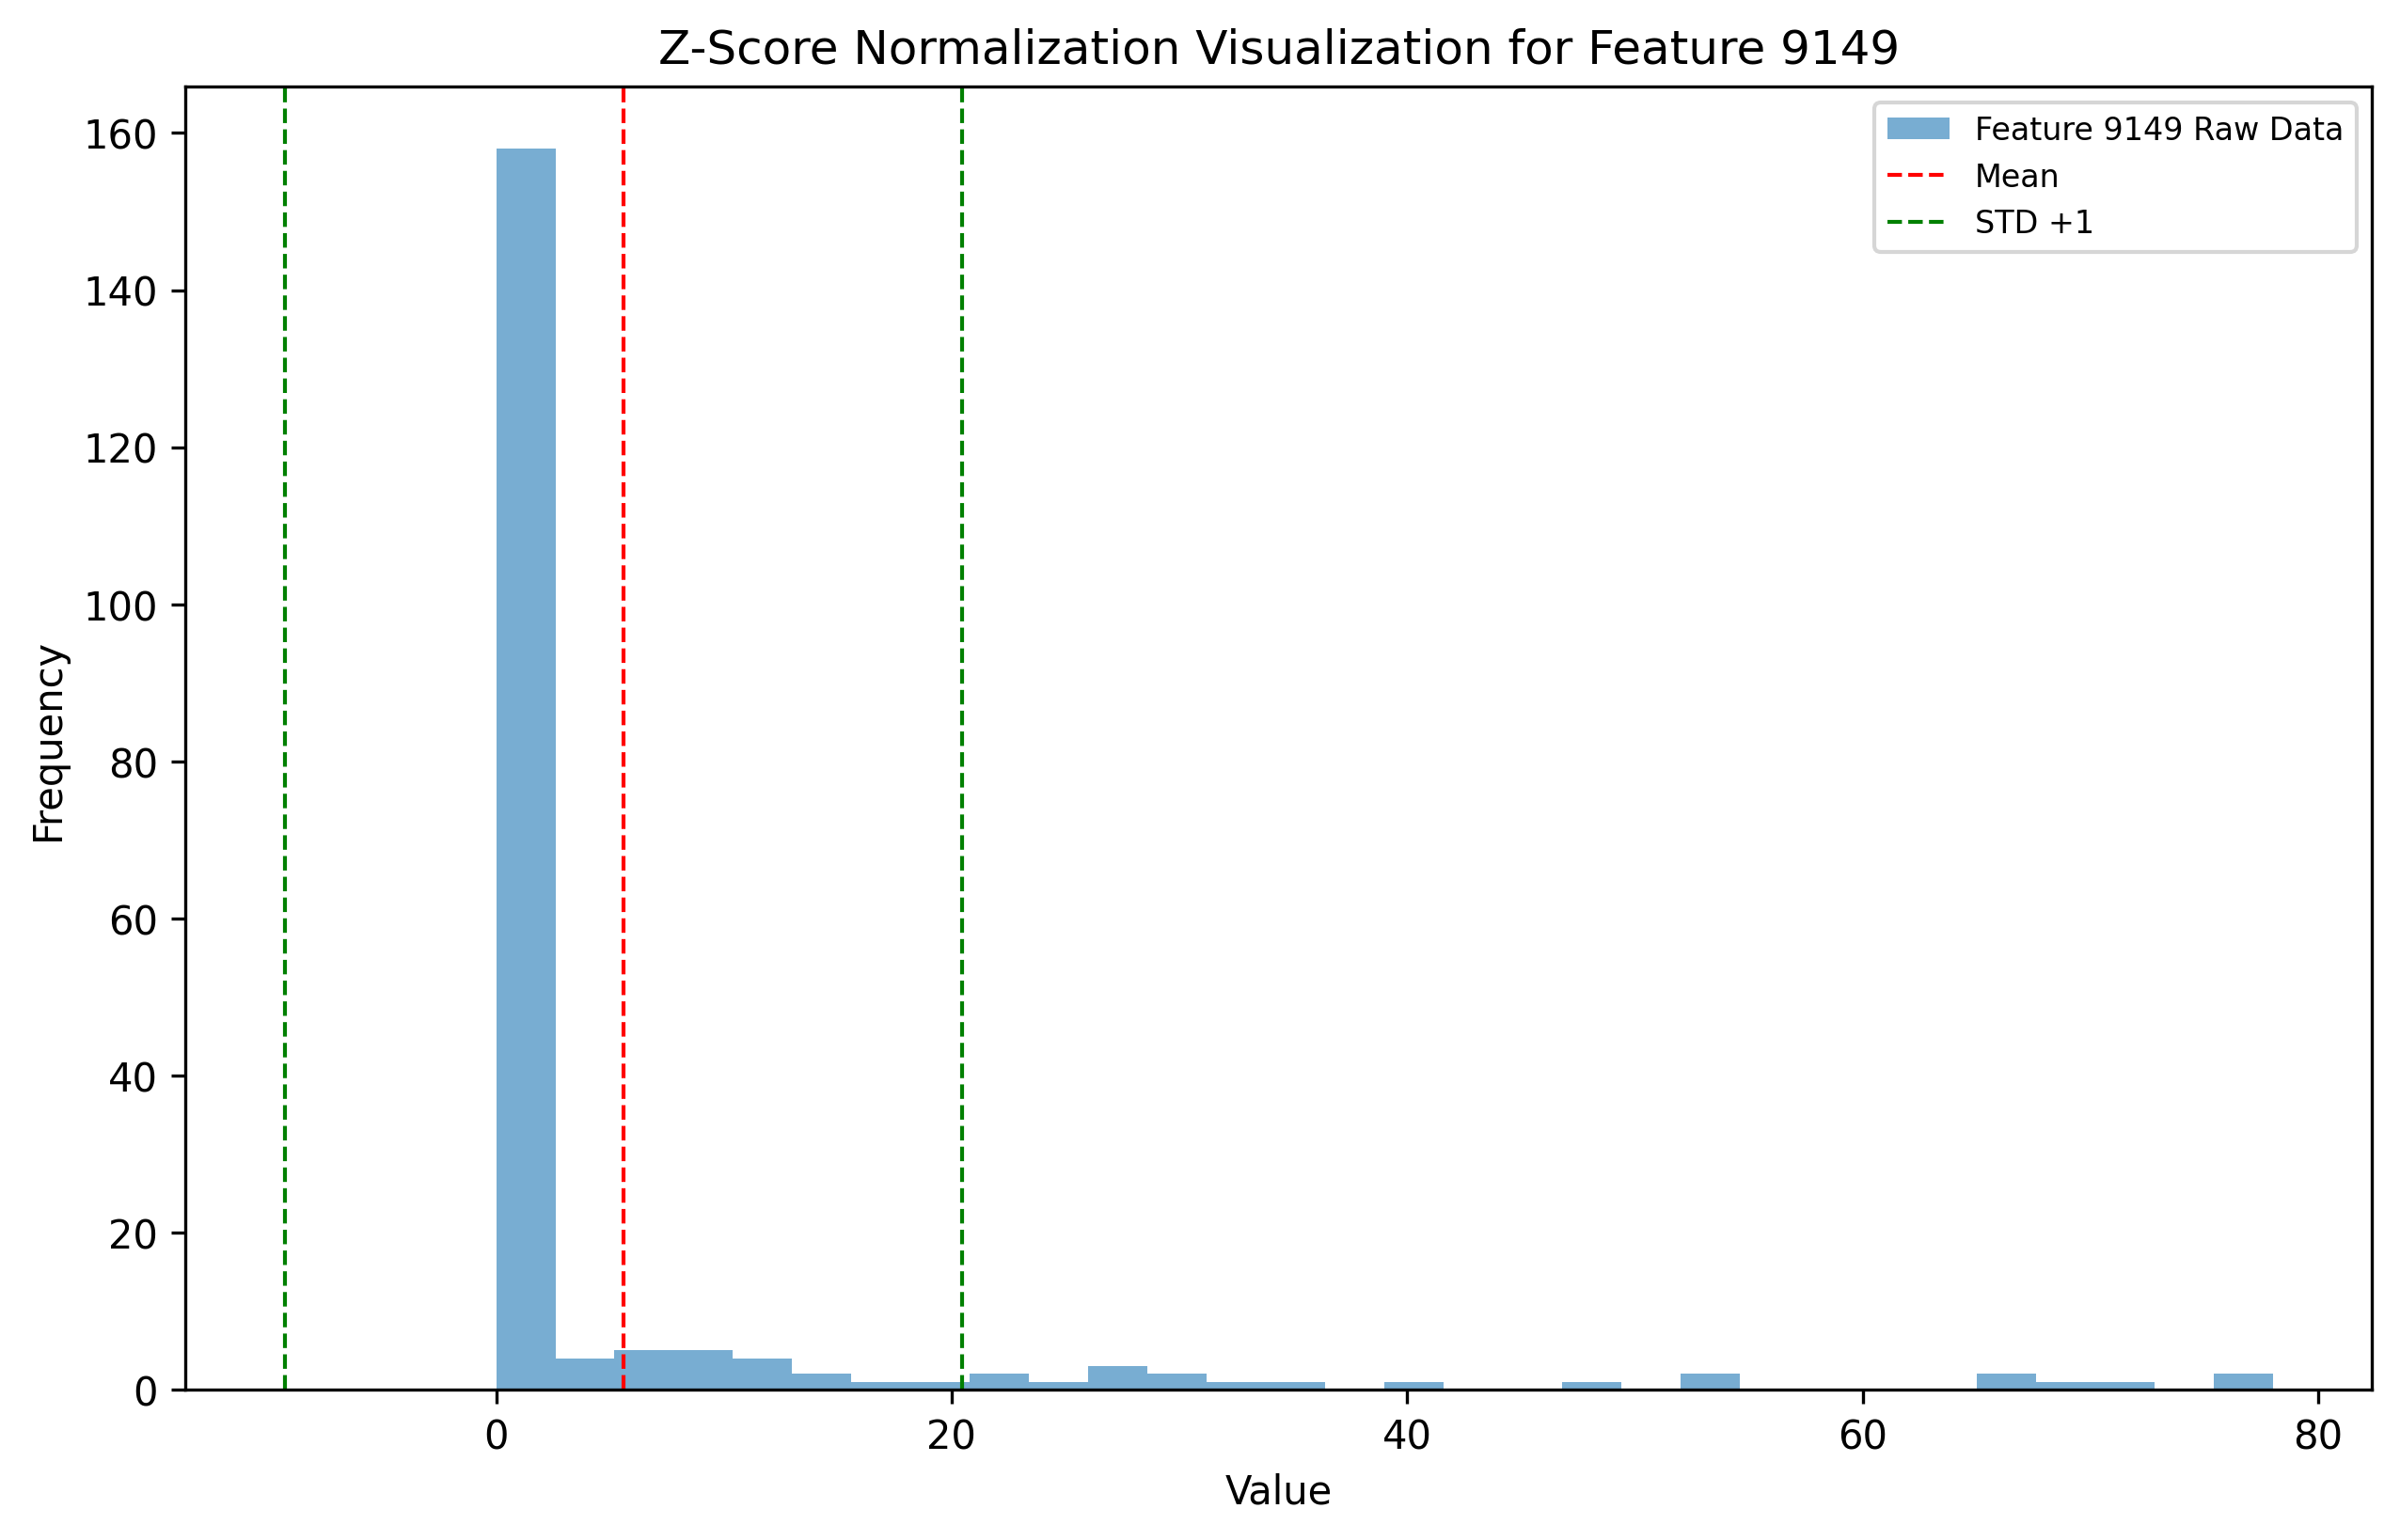 Z-Score Normalization Visualization for Feature 9149
Feature 9149 Raw Data
Mean
STD +1
160
140
120
100
80
60
40
20
0
Frequency
0 20 40 60 80
Value